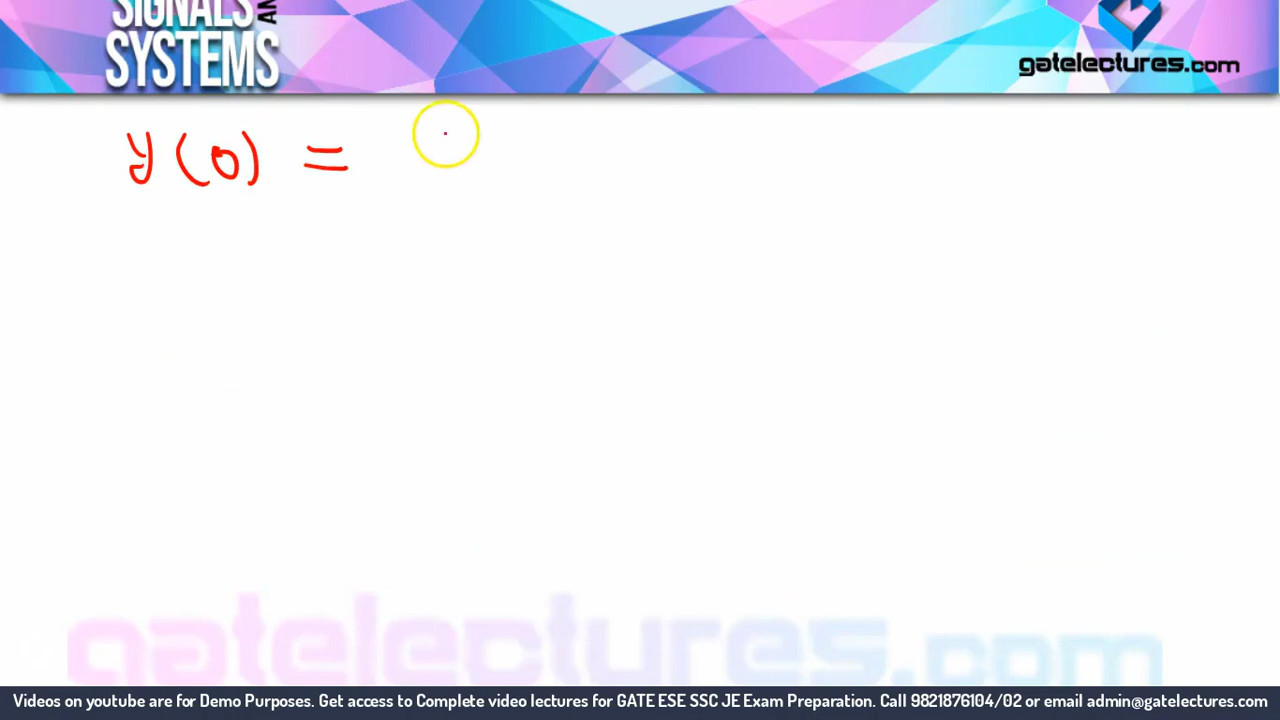 SIGNALS AND
SYSTEMS
gatelectures.com
y(0) =
gatelectures.com
Videos on youtube are for Demo Purposes. Get access to Complete video lectures for GATE ESE SSC JE Exam Preparation. Call 9821876104/02 or email admin@gatelectures.com